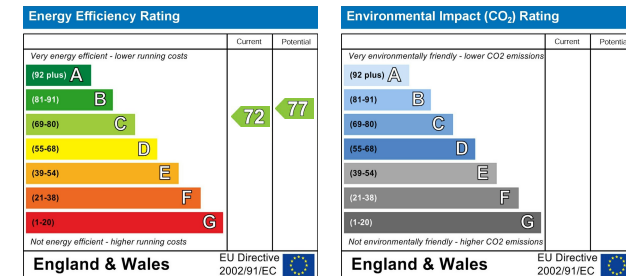 Energy Efficiency Rating
Current Potential
Very energy efficient - lower running costs
(92 plus) A
(81-91) B
(69-80) C
(55-68) D
(39-54) E
(21-38) F
(1-20) G
72
77
Not energy efficient - higher running costs
England & Wales
EU Directive
2002/91/EC
Environmental Impact (CO2) Rating
Current Potential
Very environmentally friendly - lower CO2 emissions
(92 plus) A
(81-91) B
(69-80) C
(55-68) D
(39-54) E
(21-38) F
(1-20) G
Not environmentally friendly - higher CO2 emissions
England & Wales
EU Directive
2002/91/EC